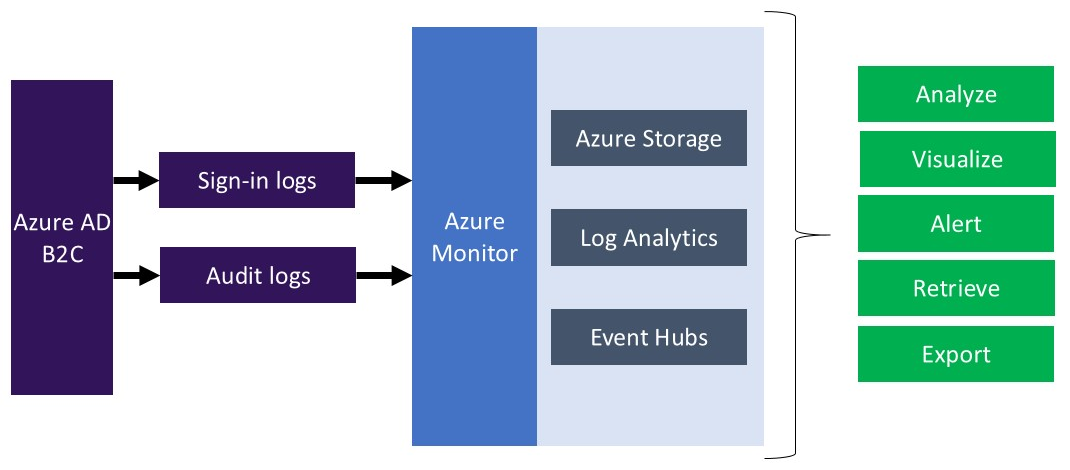 Azure AD
B2C
Sign-in logs
Audit logs
Azure
Monitor
Azure Storage
Log Analytics
Event Hubs
Analyze
Visualize
Alert
Retrieve
Export